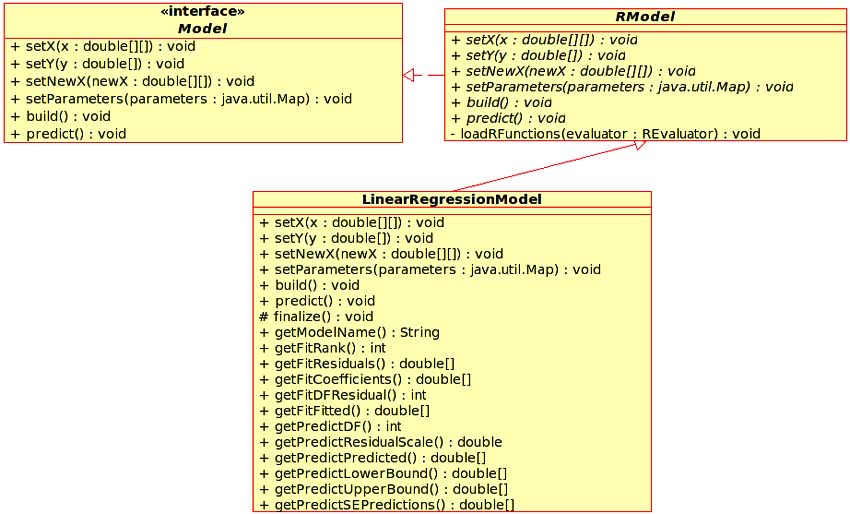 «interface»
Model
+ setX(x : double[][]) : void
+ setY(y : double[]) : void
+ setNewX(newX : double[][]) : void
+ setParameters(parameters : java.util.Map) : void
+ build() : void
+ predict() : void
RModel
+ setX(x : double[][]) : void
+ setY(y : double[]) : void
+ setNewX(newX : double[][]) : void
+ setParameters(parameters : java.util.Map) : void
+ build() : void
+ predict() : void
- loadRFunctions(evaluator : REvaluator) : void
LinearRegressionModel
+ setX(x : double[][]) : void
+ setY(y : double[]) : void
+ setNewX(newX : double[][]) : void
+ setParameters(parameters : java.util.Map) : void
+ build() : void
+ predict() : void
# finalize() : void
+ getModelName() : String
+ getFitRank() : int
+ getFitResiduals() : double[]
+ getFitCoefficients() : double[]
+ getFitDFResidual() : int
+ getFitFitted() : double[]
+ getPredictDF() : int
+ getPredictResidualScale() : double
+ getPredictPredicted() : double[]
+ getPredictLowerBound() : double[]
+ getPredictUpperBound() : double[]
+ getPredictSEPredictions() : double[]